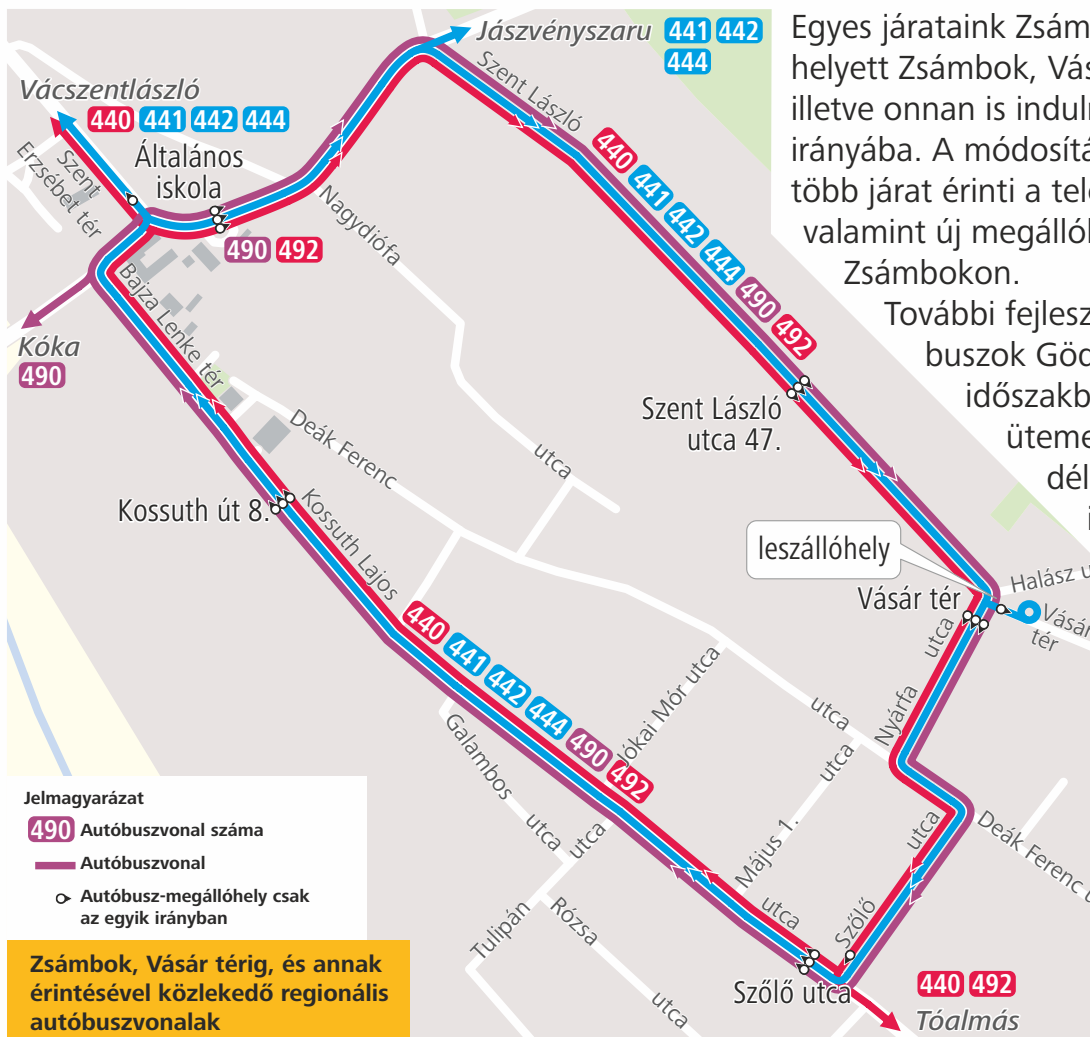 Jászvényszaru 441 442
444
Vácszentlászló
440 441 442 444
Általános
iskola
490 492
Szent
Erzsébet tér
Szent László
440 441 442 444 490 492
Nagydiófa
utca
Bajza Lenke tér
Kóka
490
Deák Ferenc
utca
Szent László
utca 47.
Kossuth út 8.
Kossuth Lajos
utca
leszállóhely
Vásár tér
Halász u
Vásár
tér
Nyárfa
utca
440 441 442 444 490 492
Galambos
utca
ókai Mór utca
utca
Május 1.
utca
Deák Ferenc u
Szőlő
utca
Tulipán
utca
Rózsa
utca
Szőlő utca
440 492
Tóalmás
Egyes járataink Zsám
helyett Zsámbok, Vás
illetve onnan is induln
irányába. A módosítá
több járat érinti a tele
valamint új megállóh
Zsámbokon.
További fejlesz
buszok Göd
időszakb
üteme
dél
i
Jelmagyarázat
490 Autóbuszvonal száma
Autóbuszvonal
Autóbusz-megállóhely csak
az egyik irányban
Zsámbok, Vásár térig, és annak
érintésével közlekedő regionális
autóbuszvonalak